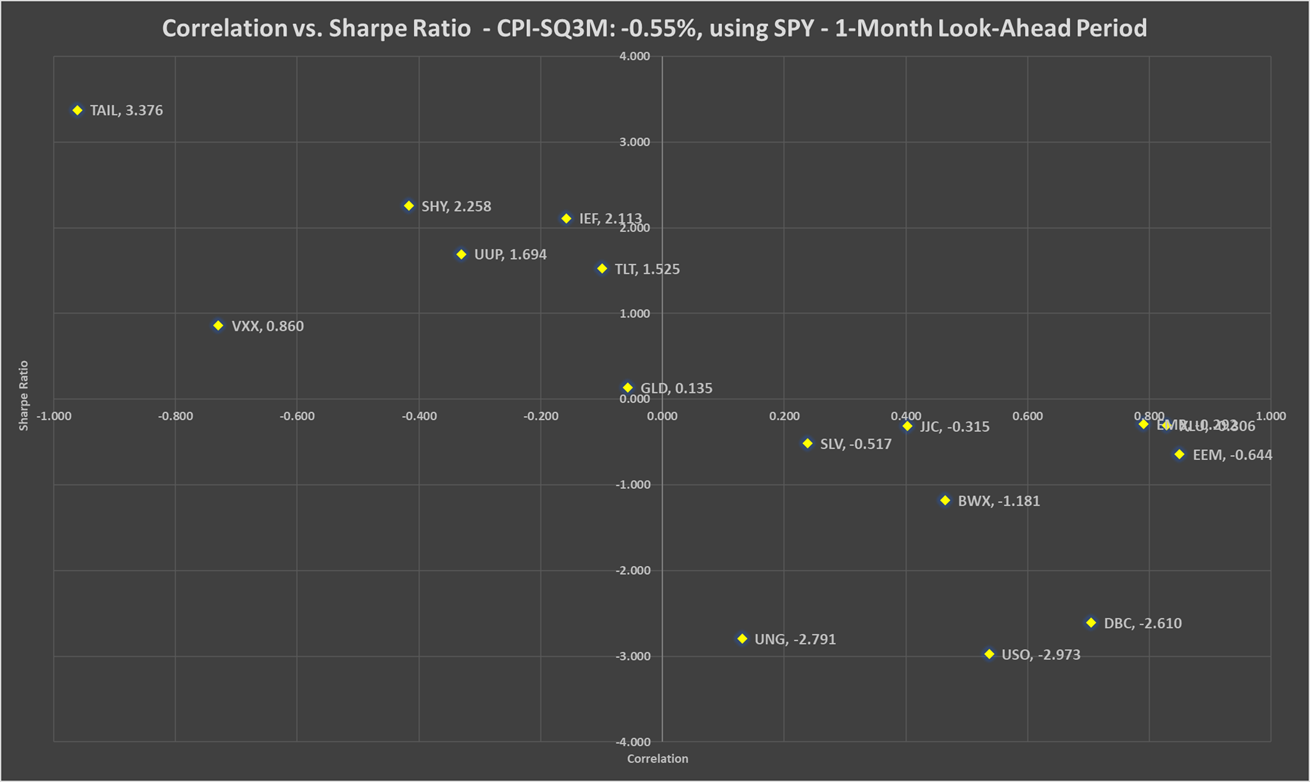 Correlation vs. Sharpe Ratio - CPI-SQ3M: -0.55%, using SPY - 1-Month Look-Ahead Period
4.000
TAIL, 3.376
3.000
SHY, 2.258
IEF, 2.113
2.000
UUP, 1.694
TLT, 1.525
1.000
VXX, 0.860
GLD, 0.135
0.000
Sharpe Ratio
-1.000 -0.800 -0.600 -0.400 -0.200 0.000 0.200 0.400 0.600 0.800 1.000
JJC, -0.315
SLV, -0.517
EEM, -0.644
-1.000
BWX, -1.181
-2.000
DBC, -2.610
UNG, -2.791
USO, -2.973
-3.000
-4.000
Correlation